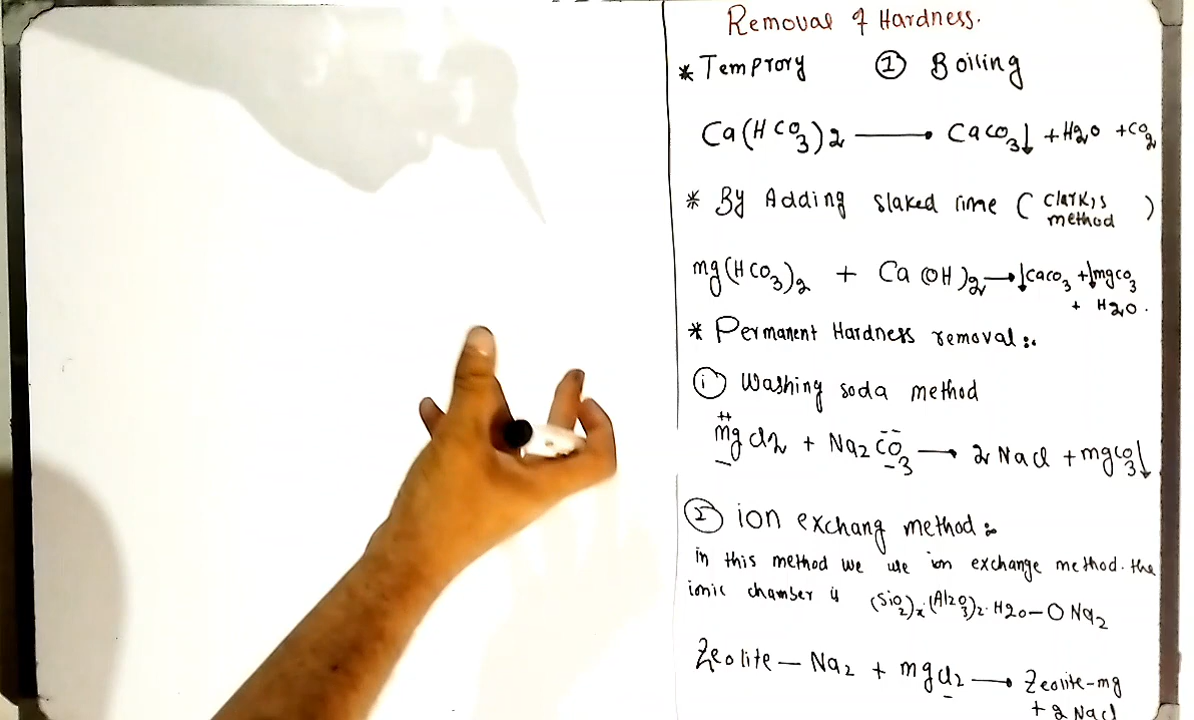 Removal of Hardness.
* Temprory ① Boiling
Ca(HCO3)2 → CaCO3↓ + H2O + CO2
* By Adding slaked lime (Clark,s method)
mg(HCO3)2 + Ca(OH)2 → ↓CaCO3 + ↓mgCO3
+ H2O.
* Permanent Hardness removal:.
① Washing soda method
++ --
mgCl2 + Na2CO3 → 2NaCl + mgCO3↓
② ion exchang method :
in this method we use ion exchange method. the
ionic chamber is (SiO2)x.(Al2O3)2.H2O-ONa2
Zeolite - Na2 + mgCl2 → Zeolite-mg
+ 2 NaCl